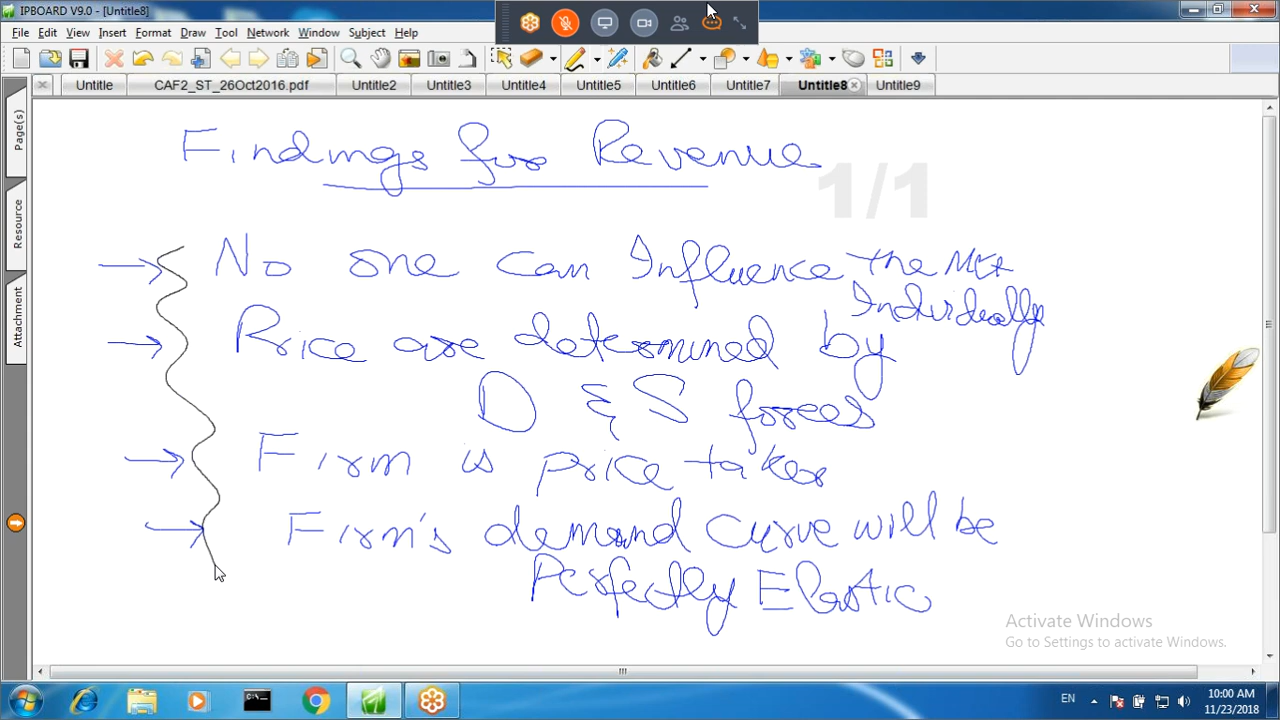 IPBOARD V9.0 - [Untitle8]
File Edit View Insert Format Draw Tool Network Window Subject Help
Untitle CAF2_ST_26Oct2016.pdf Untitle2 Untitle3 Untitle4 Untitle5 Untitle6 Untitle7 Untitle8 Untitle9
Page(s)
Resource
Attachment
1/1
Findings for Revenue
No one can Influence the MKt
Individually
Price are determined by
D & S forces
Firm is price taker
Firm's demand Curve will be
Perfectly Elastic
Activate Windows
Go to Settings to activate Windows.
EN
10:00 AM
11/23/2018